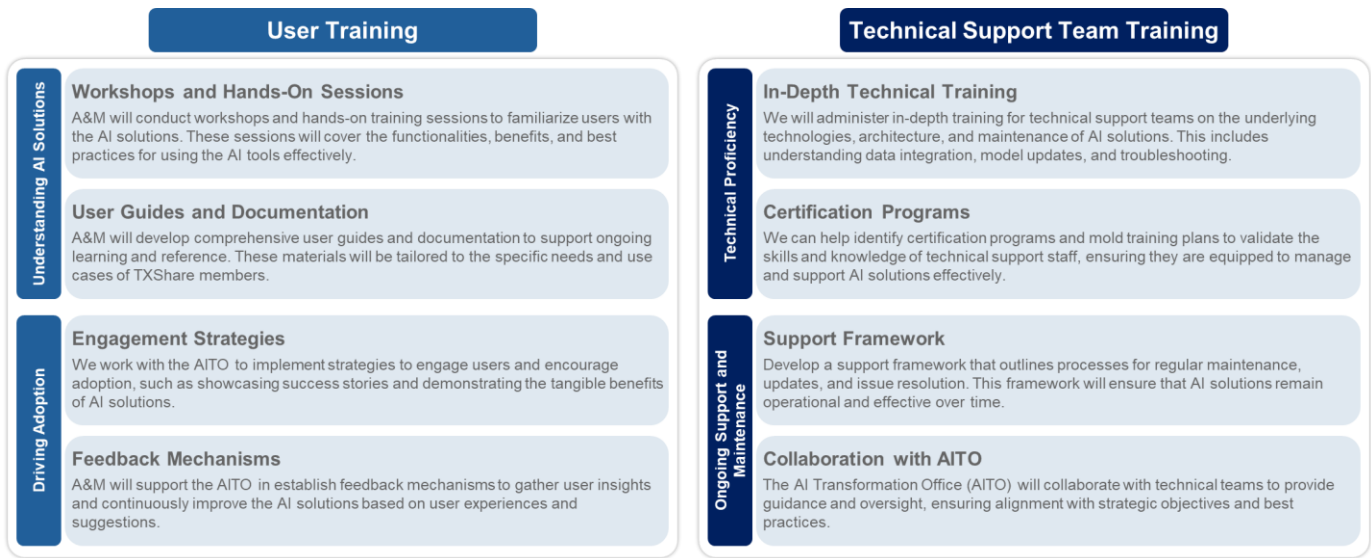 User Training
Understanding AI Solutions
Workshops and Hands-On Sessions
A&M will conduct workshops and hands-on training sessions to familiarize users with
the AI solutions. These sessions will cover the functionalities, benefits, and best
practices for using the AI tools effectively.
User Guides and Documentation
A&M will develop comprehensive user guides and documentation to support ongoing
learning and reference. These materials will be tailored to the specific needs and use
cases of TXShare members.
Driving Adoption
Engagement Strategies
We work with the AITO to implement strategies to engage users and encourage
adoption, such as showcasing success stories and demonstrating the tangible benefits
of AI solutions.
Feedback Mechanisms
A&M will support the AITO in establish feedback mechanisms to gather user insights
and continuously improve the AI solutions based on user experiences and
suggestions.
Technical Support Team Training
Technical Proficiency
In-Depth Technical Training
We will administer in-depth training for technical support teams on the underlying
technologies, architecture, and maintenance of AI solutions. This includes
understanding data integration, model updates, and troubleshooting.
Certification Programs
We can help identify certification programs and mold training plans to validate the
skills and knowledge of technical support staff, ensuring they are equipped to manage
and support AI solutions effectively.
Ongoing Support and
Maintenance
Support Framework
Develop a support framework that outlines processes for regular maintenance,
updates, and issue resolution. This framework will ensure that AI solutions remain
operational and effective over time.
Collaboration with AITO
The AI Transformation Office (AITO) will collaborate with technical teams to provide
guidance and oversight, ensuring alignment with strategic objectives and best
practices.